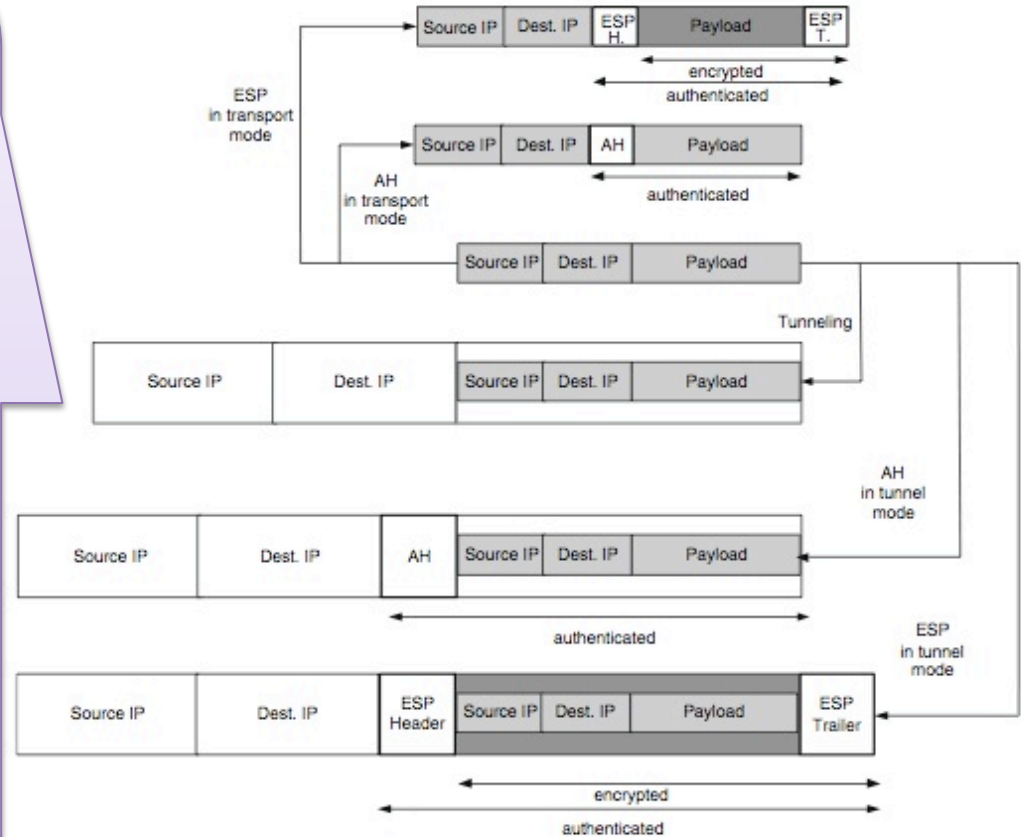 Source IP Dest. IP ESP H. Payload ESP T.
encrypted
authenticated
ESP
in transport
mode
Source IP Dest. IP AH Payload
authenticated
AH
in transport
mode
Source IP Dest. IP Payload
Tunneling
Source IP Dest. IP Source IP Dest. IP Payload
AH
in tunnel
mode
Source IP Dest. IP AH Source IP Dest. IP Payload
authenticated
ESP
in tunnel
mode
Source IP Dest. IP ESP Header Source IP Dest. IP Payload ESP Trailer
encrypted
authenticated